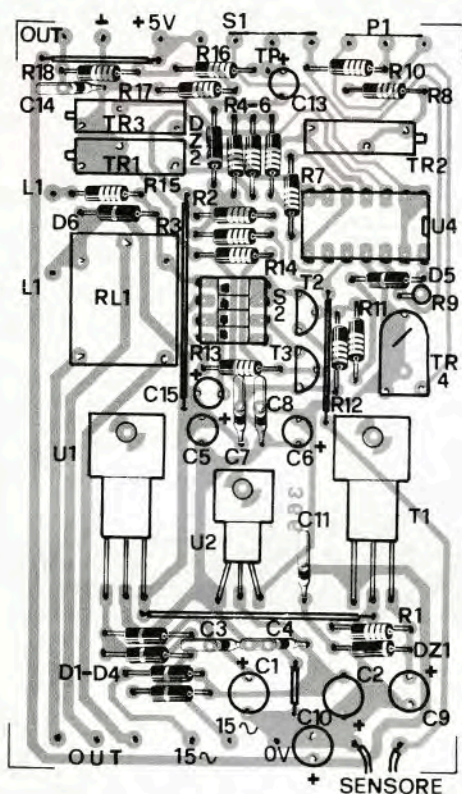 OUT ⊥ +5V S1 P1
R18 R16 TP + R10
C14 R17 C13 R8
TR3 D Z 2 R4-6
TR1 TR2
L1 R15 R2 R7
D6 R3 U4
L1 RL1 R14 T2 D5
S 2 R11 R9
R13 T3 TR 4
C15 + C8 R12
U1 C5 + C7 C6 +
366
U2 C11 T1
R1
C3 C4 DZ1
D1-D4 + C1 C2 +
C10 C9
OUT 15∿ 15∿ 0V +
+ SENSORE